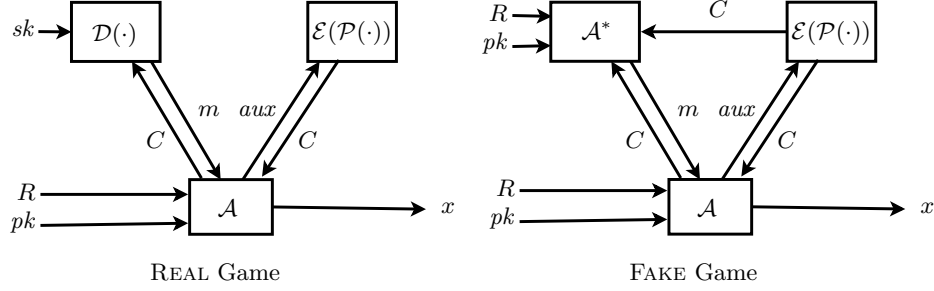 sk
D(·)
E(P(·))
m
aux
C
C
R
pk
A
x
REAL Game
R
pk
A*
C
E(P(·))
m
aux
C
C
R
pk
A
x
FAKE Game